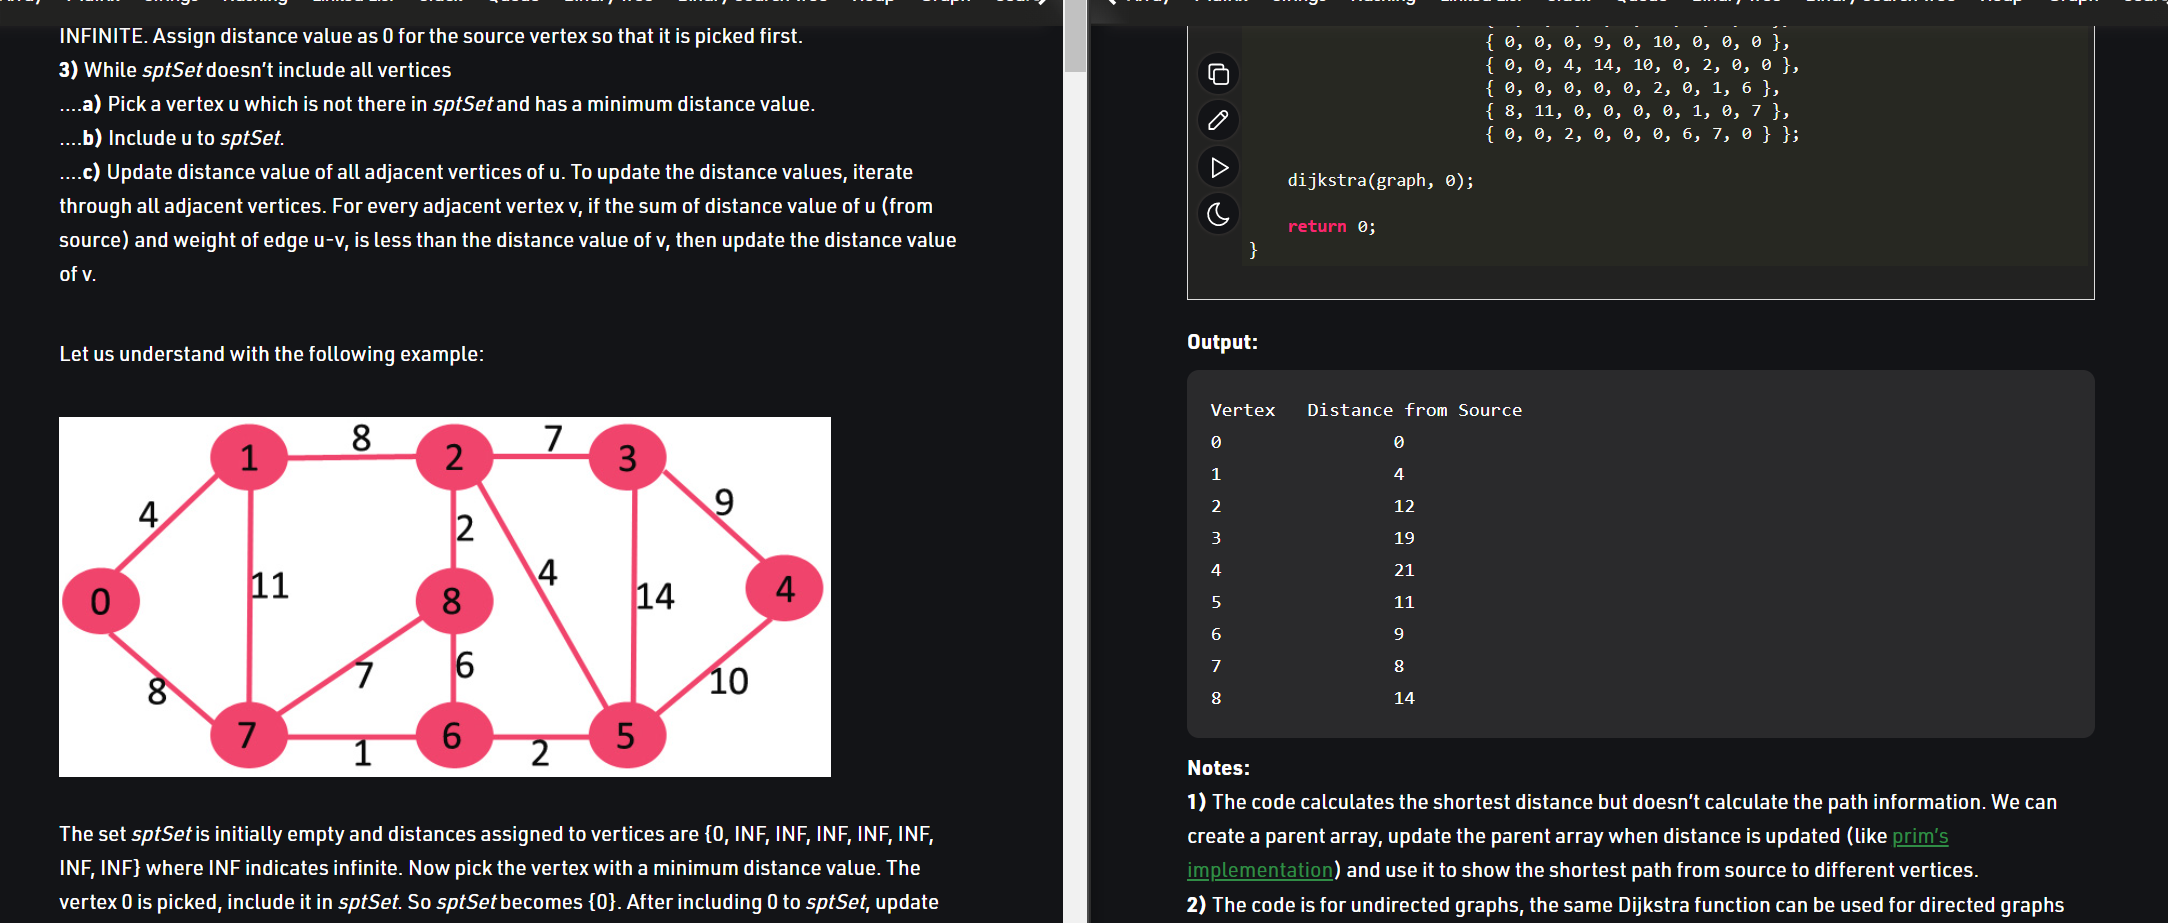 INFINITE. Assign distance value as 0 for the source vertex so that it is picked first.
3) While sptSet doesn't include all vertices
....a) Pick a vertex u which is not there in sptSet and has a minimum distance value.
....b) Include u to sptSet.
....c) Update distance value of all adjacent vertices of u. To update the distance values, iterate
through all adjacent vertices. For every adjacent vertex v, if the sum of distance value of u (from
source) and weight of edge u-v, is less than the distance value of v, then update the distance value
of v.
Let us understand with the following example:
1 8 2 7 3
4 2 9
11 4 14
0 8 4
8 7 6 10
7 1 6 2 5
The set sptSet is initially empty and distances assigned to vertices are {0, INF, INF, INF, INF, INF,
INF, INF} where INF indicates infinite. Now pick the vertex with a minimum distance value. The
vertex 0 is picked, include it in sptSet. So sptSet becomes {0}. After including 0 to sptSet, update
{ 0, 0, 0, 9, 0, 10, 0, 0, 0 },
{ 0, 0, 4, 14, 10, 0, 2, 0, 0 },
{ 0, 0, 0, 0, 0, 2, 0, 1, 6 },
{ 8, 11, 0, 0, 0, 0, 1, 0, 7 },
{ 0, 0, 2, 0, 0, 0, 6, 7, 0 } };
dijkstra(graph, 0);
return 0;
}
Output:
Vertex Distance from Source
0 0
1 4
2 12
3 19
4 21
5 11
6 9
7 8
8 14
Notes:
1) The code calculates the shortest distance but doesn't calculate the path information. We can
create a parent array, update the parent array when distance is updated (like prim's
implementation) and use it to show the shortest path from source to different vertices.
2) The code is for undirected graphs, the same Dijkstra function can be used for directed graphs